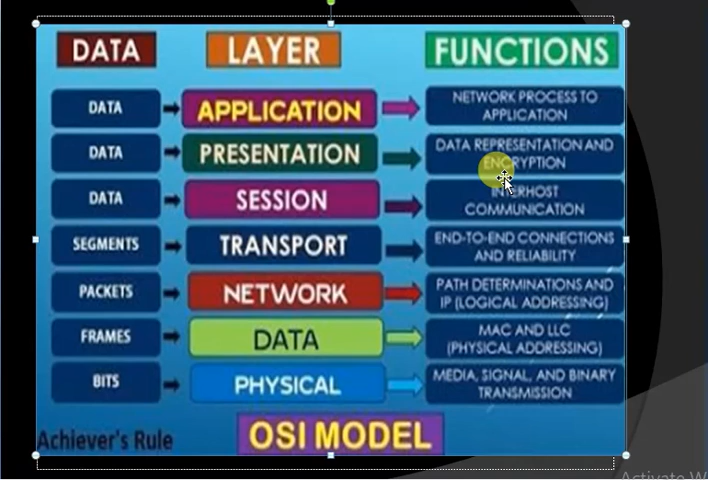 DATA LAYER FUNCTIONS
DATA APPLICATION NETWORK PROCESS TO
APPLICATION
DATA PRESENTATION DATA REPRESENTATION AND
ENCRYPTION
DATA SESSION INTERHOST
COMMUNICATION
SEGMENTS TRANSPORT END-TO-END CONNECTIONS
AND RELIABILITY
PACKETS NETWORK PATH DETERMINATIONS AND
IP (LOGICAL ADDRESSING)
FRAMES DATA MAC AND LLC
(PHYSICAL ADDRESSING)
BITS PHYSICAL MEDIA, SIGNAL, AND BINARY
TRANSMISSION
Achiever's Rule OSI MODEL
Activate W